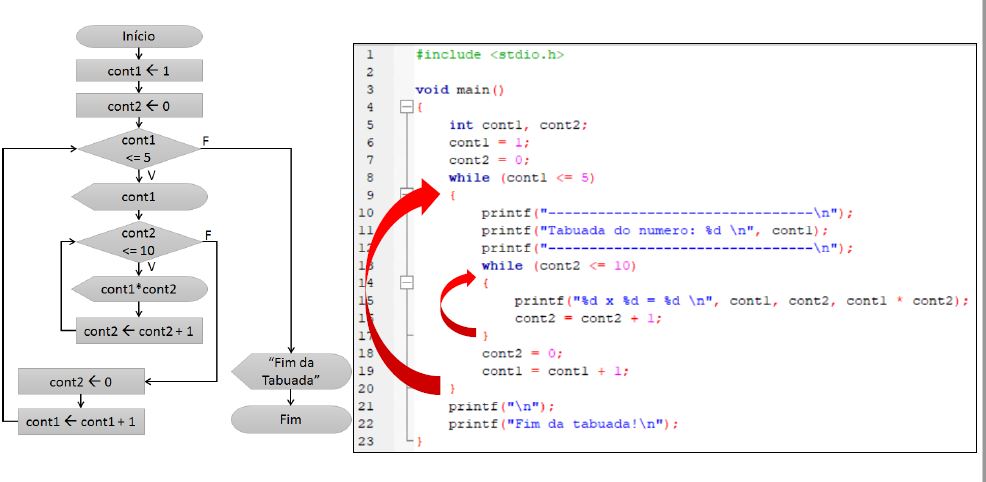 Início
cont1 ← 1
cont2 ← 0
cont1
<= 5
F
V
cont1
cont2
<= 10
F
V
cont1*cont2
cont2 ← cont2 + 1
cont2 ← 0
cont1 ← cont1 + 1
“Fim da
Tabuada”
Fim
1 #include <stdio.h>
2
3 void main()
4 {
5 int cont1, cont2;
6 cont1 = 1;
7 cont2 = 0;
8 while (cont1 <= 5)
9 {
10 printf("--------------------------------\n");
11 printf("Tabuada do numero: %d \n", cont1);
12 printf("--------------------------------\n");
13 while (cont2 <= 10)
14 {
15 printf("%d x %d = %d \n", cont1, cont2, cont1 * cont2);
16 cont2 = cont2 + 1;
17 }
18 cont2 = 0;
19 cont1 = cont1 + 1;
20 }
21 printf("\n");
22 printf("Fim da tabuada!\n");
23 }